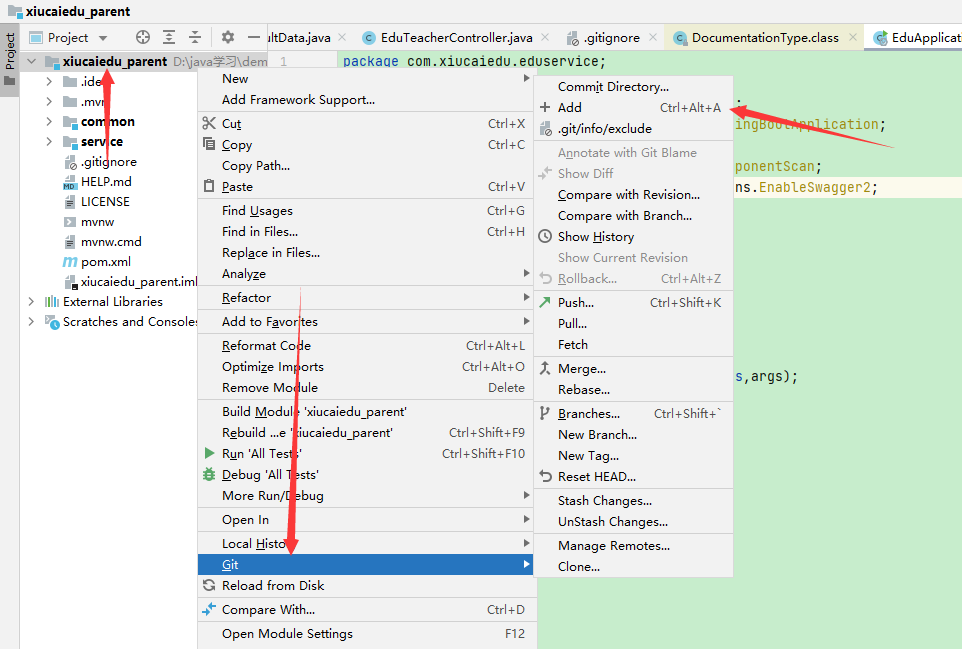 xiucaiedu_parent
Project
Project
ultData.java
EduTeacherController.java
.gitignore
DocumentationType.class
EduApplicati
xiucaiedu_parent D:\java学习\dem
.ide
.mvn
common
service
.gitignore
HELP.md
LICENSE
mvnw
mvnw.cmd
pom.xml
xiucaiedu_parent.iml
External Libraries
Scratches and Consoles
1
package com.xiucaiedu.eduservice;
;
ingBootApplication;
ponentScan;
ns.EnableSwagger2;
s,args);
New
Add Framework Support...
Cut Ctrl+X
Copy Ctrl+C
Copy Path...
Paste Ctrl+V
Find Usages Ctrl+G
Find in Files... Ctrl+H
Replace in Files...
Analyze
Refactor
Add to Favorites
Reformat Code Ctrl+Alt+L
Optimize Imports Ctrl+Alt+O
Remove Module Delete
Build Module 'xiucaiedu_parent'
Rebuild ...e 'xiucaiedu_parent' Ctrl+Shift+F9
Run 'All Tests' Ctrl+Shift+F10
Debug 'All Tests'
More Run/Debug
Open In
Local History
Git
Reload from Disk
Compare With... Ctrl+D
Open Module Settings F12
Commit Directory...
Add Ctrl+Alt+A
.git/info/exclude
Annotate with Git Blame
Show Diff
Compare with Revision...
Compare with Branch...
Show History
Show Current Revision
Rollback... Ctrl+Alt+Z
Push... Ctrl+Shift+K
Pull...
Fetch
Merge...
Rebase...
Branches... Ctrl+Shift+`
New Branch...
New Tag...
Reset HEAD...
Stash Changes...
UnStash Changes...
Manage Remotes...
Clone...